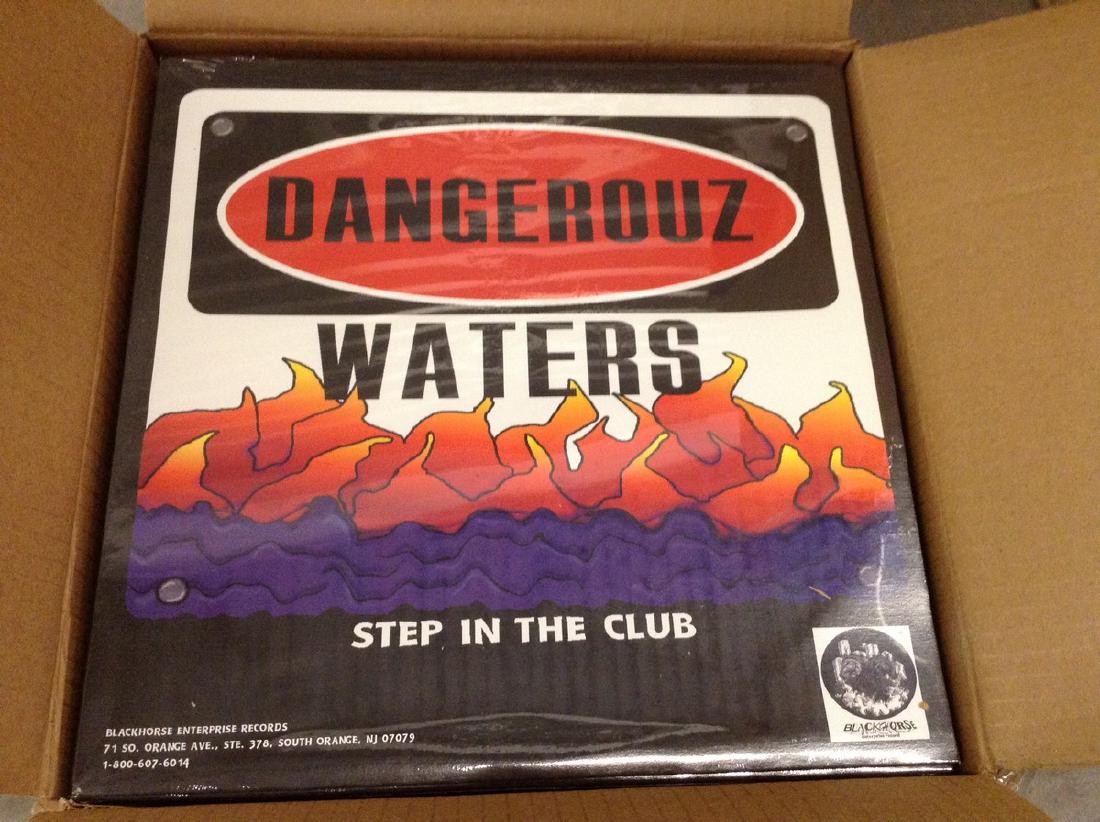 DANGEROUZ
WATERS
STEP IN THE CLUB
BLACKHORSE ENTERPRISE RECORDS
71 SO. ORANGE AVE., STE. 378, SOUTH ORANGE, NJ 07079
1-800-607-6014
BLACKHORSE